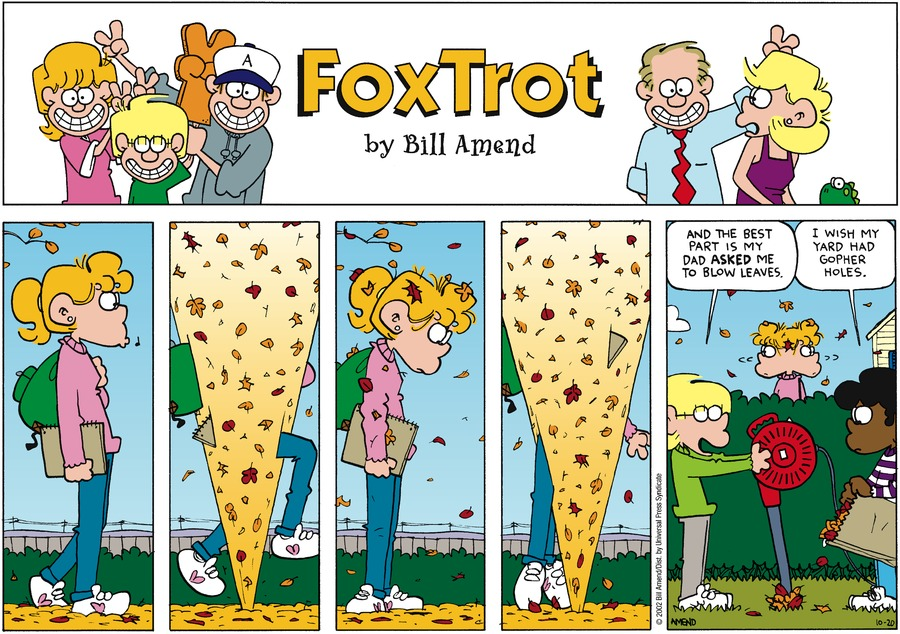 A
FoxTrot
by Bill Amend
AND THE BEST
PART IS MY
DAD ASKED ME
TO BLOW LEAVES.
I WISH MY
YARD HAD
GOPHER
HOLES.
© 2002 Bill Amend/Dist. by Universal Press Syndicate
AMEND
10-20